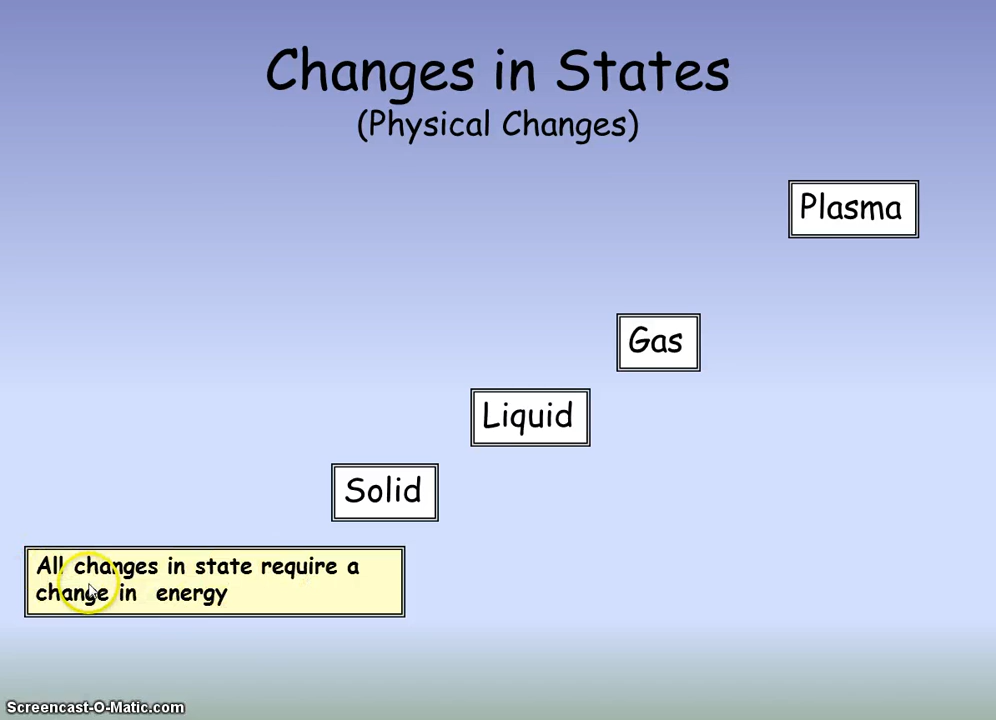 Changes in States
(Physical Changes)
Plasma
Gas
Liquid
Solid
All changes in state require a
change in energy
Screencast-O-Matic.com